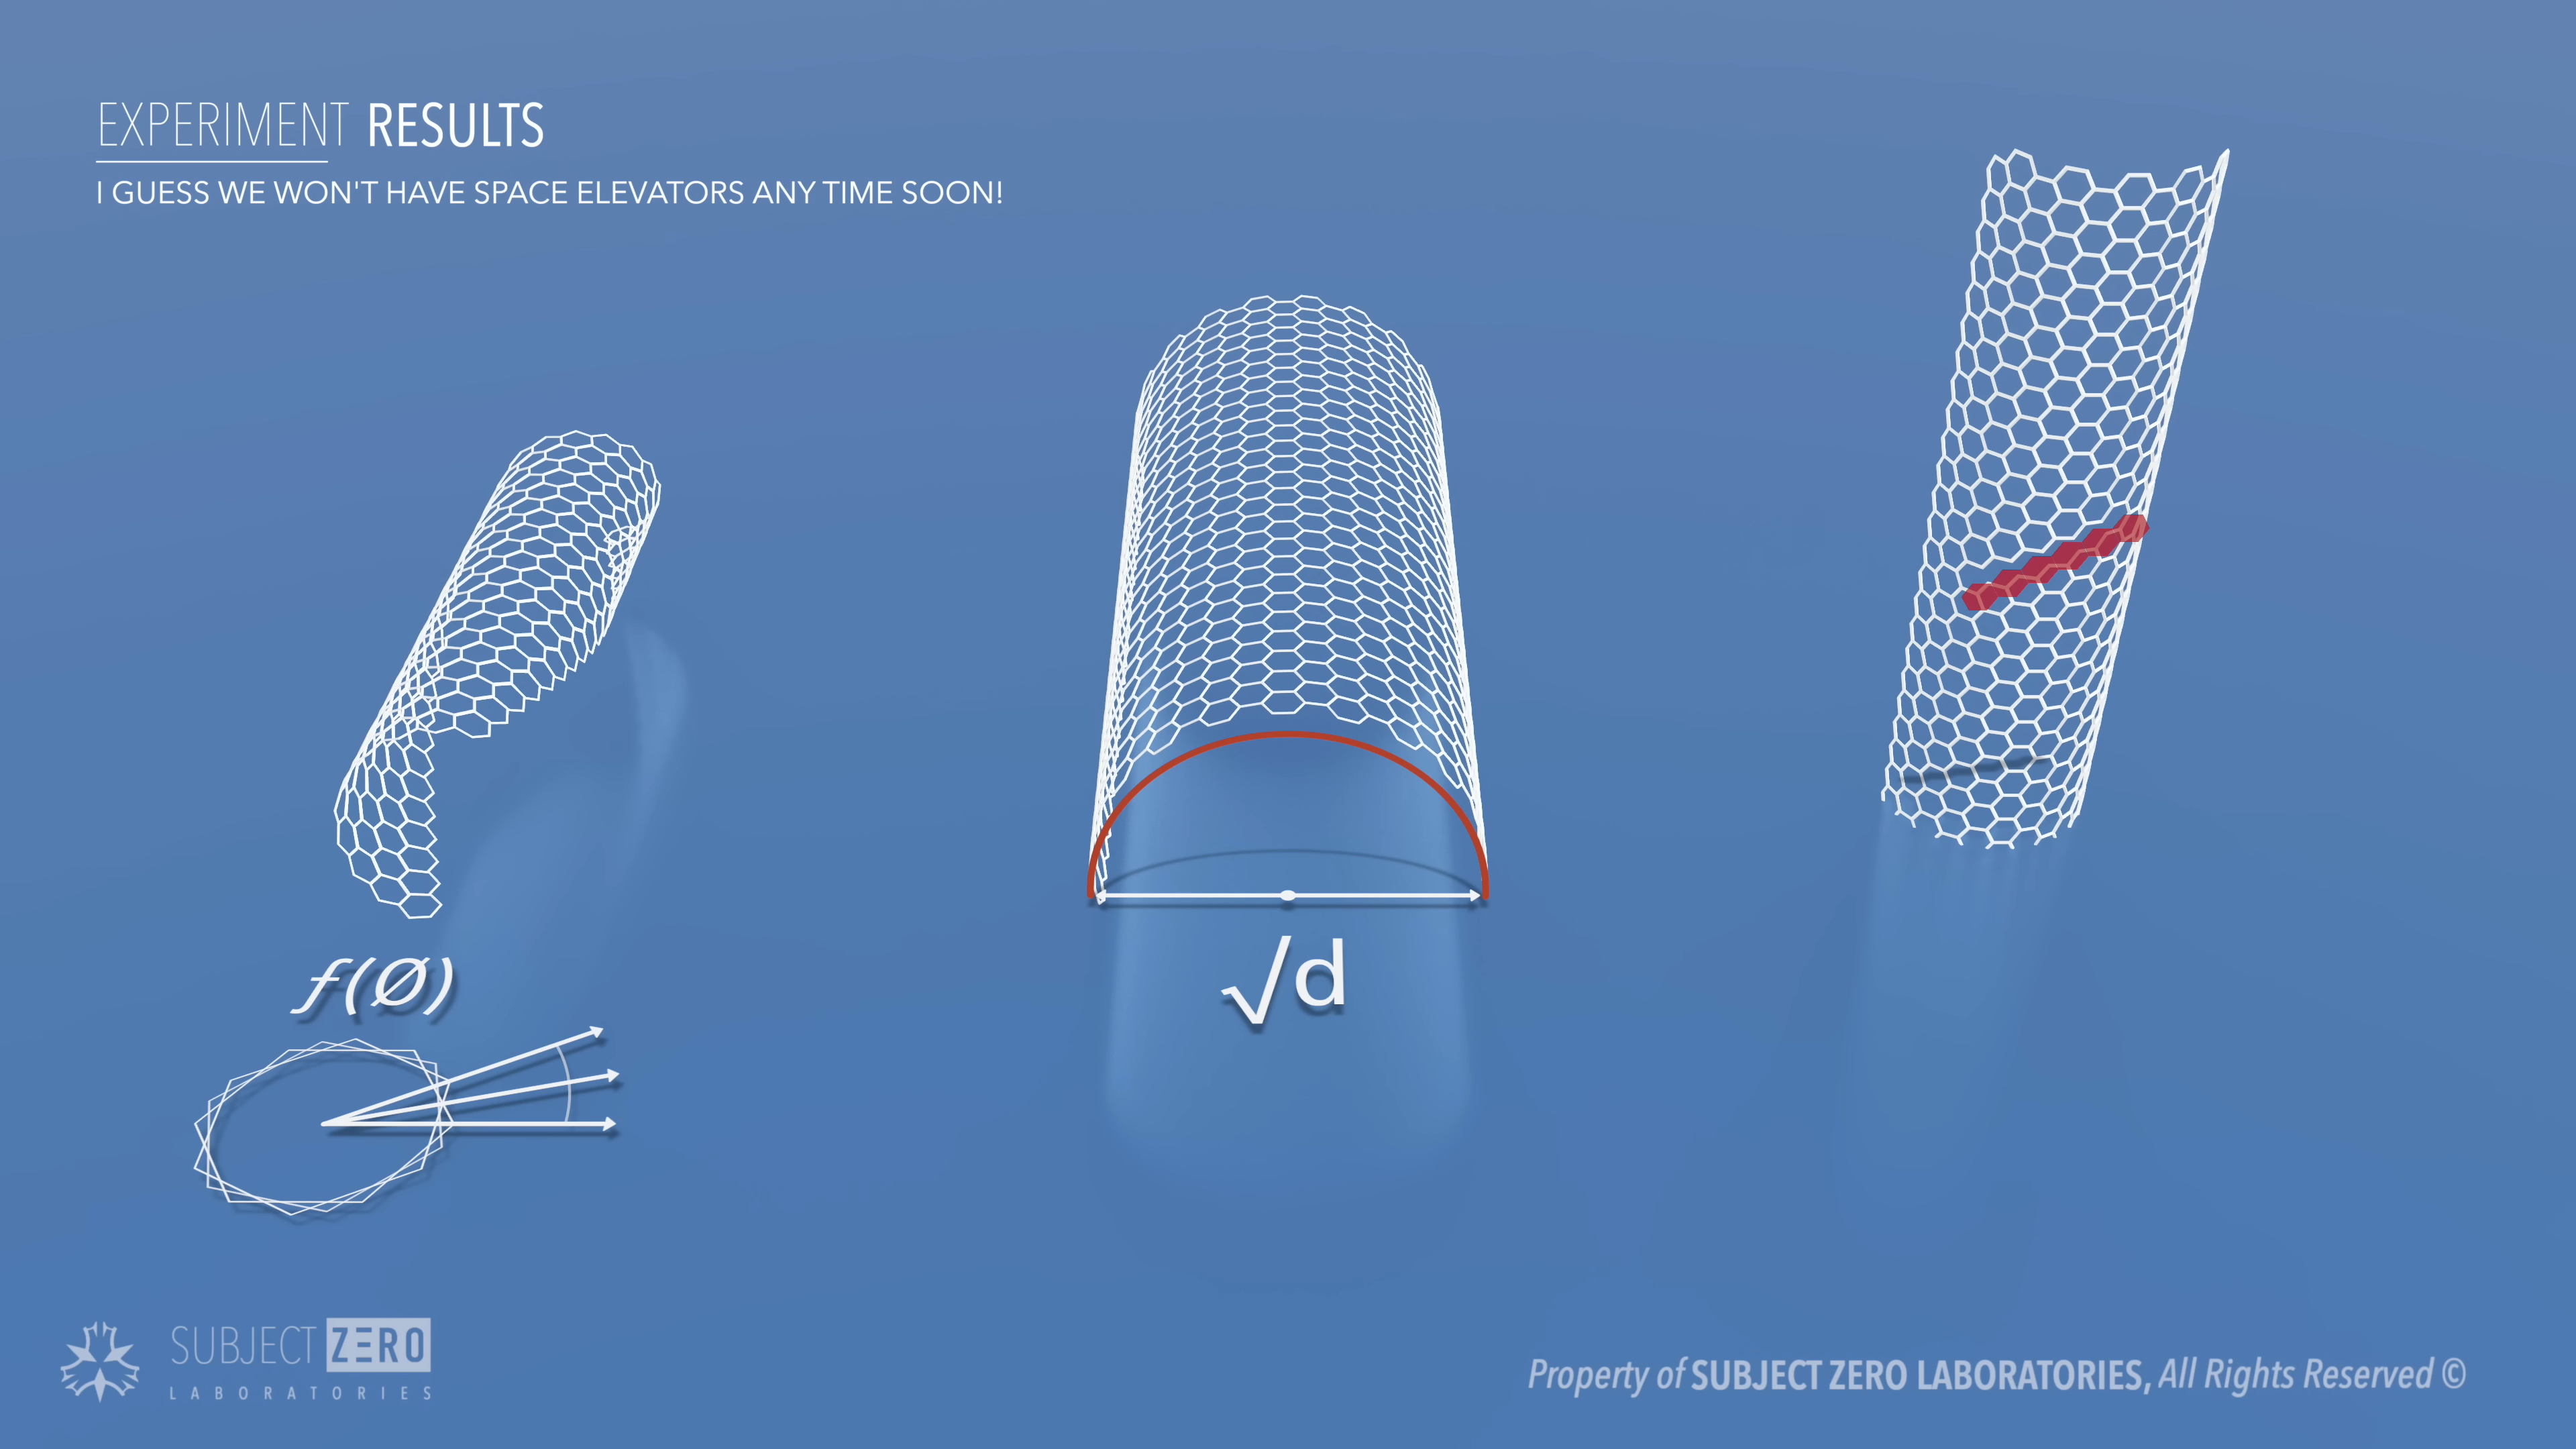 EXPERIMENT RESULTS
I GUESS WE WON'T HAVE SPACE ELEVATORS ANY TIME SOON!
ƒ(Ø)
√d
SUBJECT ZERO
LABORATORIES
Property of SUBJECT ZERO LABORATORIES, All Rights Reserved ©